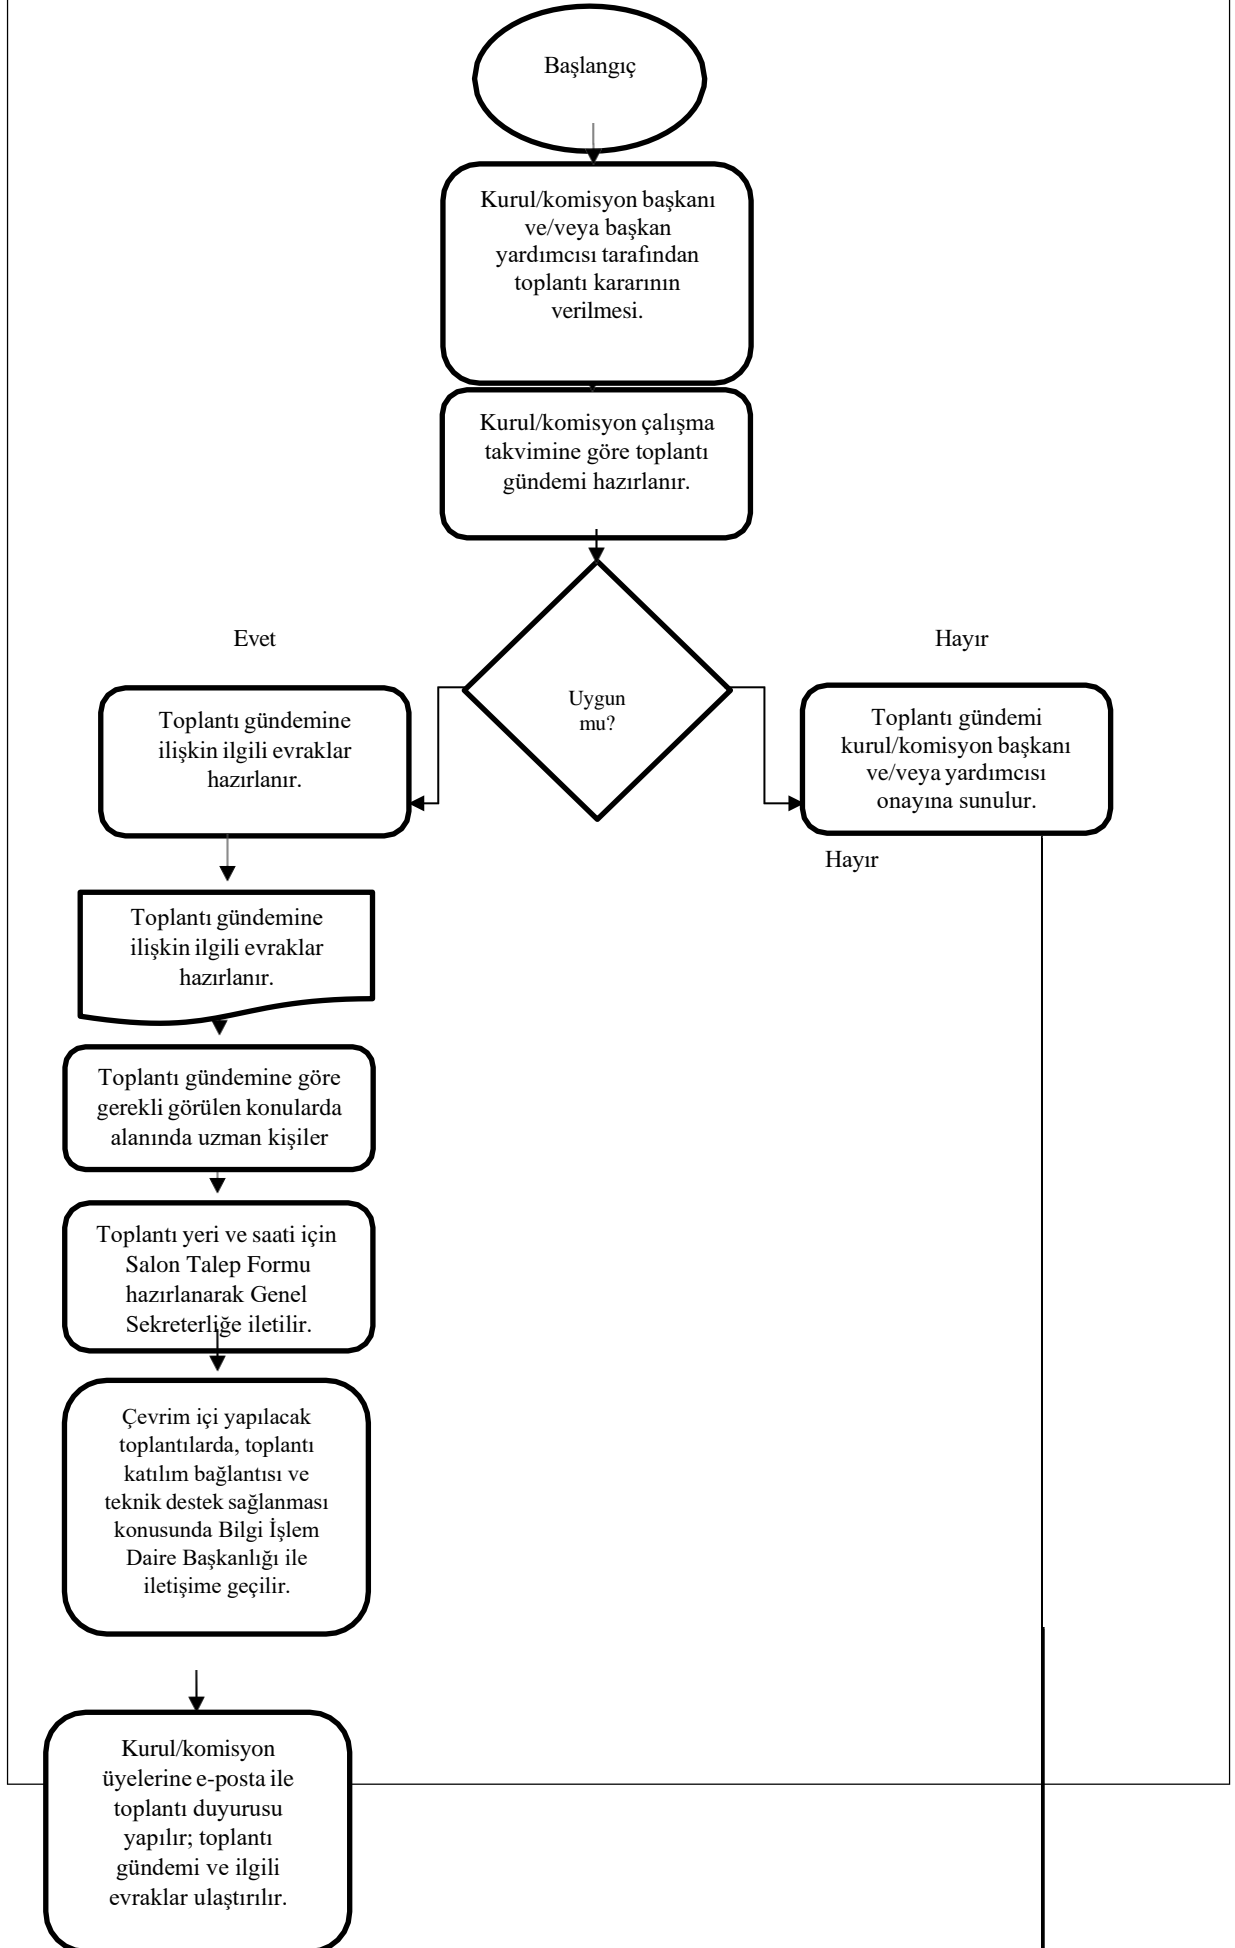 Başlangıç
Kurul/komisyon başkanı
ve/veya başkan
yardımcısı tarafından
toplantı kararının
verilmesi.
Kurul/komisyon çalışma
takvimine göre toplantı
gündemi hazırlanır.
Evet
Hayır
Uygun
mu?
Toplantı gündemine
ilişkin ilgili evraklar
hazırlanır.
Toplantı gündemi
kurul/komisyon başkanı
ve/veya yardımcısı
onayına sunulur.
Hayır
Toplantı gündemine
ilişkin ilgili evraklar
hazırlanır.
Toplantı gündemine göre
gerekli görülen konularda
alanında uzman kişiler
Toplantı yeri ve saati için
Salon Talep Formu
hazırlanarak Genel
Sekreterliğe iletilir.
Çevrim içi yapılacak
toplantılarda, toplantı
katılım bağlantısı ve
teknik destek sağlanması
konusunda Bilgi İşlem
Daire Başkanlığı ile
iletişime geçilir.
Kurul/komisyon
üyelerine e-posta ile
toplantı duyurusu
yapılır; toplantı
gündemi ve ilgili
evraklar ulaştırılır.